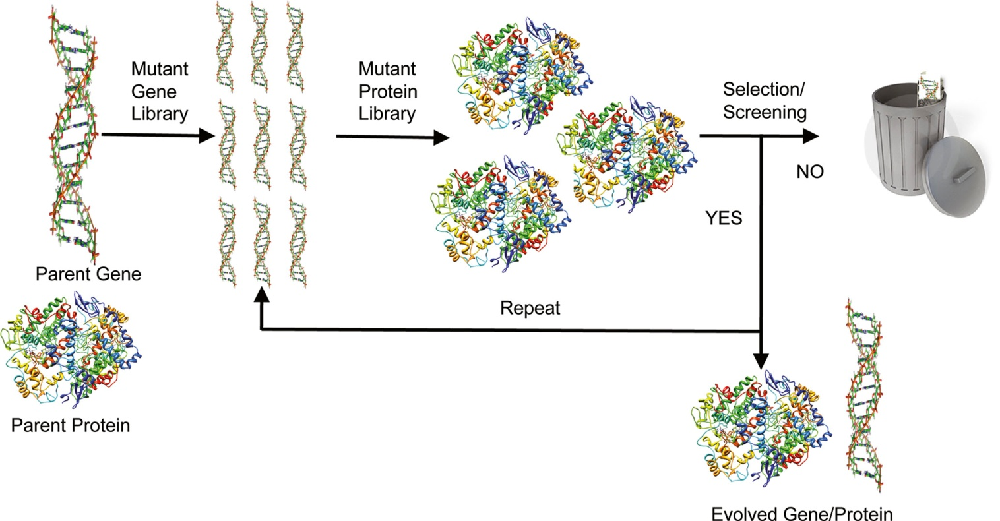 Mutant
Gene
Library
Mutant
Protein
Library
Selection/
Screening
NO
YES
Parent Gene
Repeat
Parent Protein
Evolved Gene/Protein